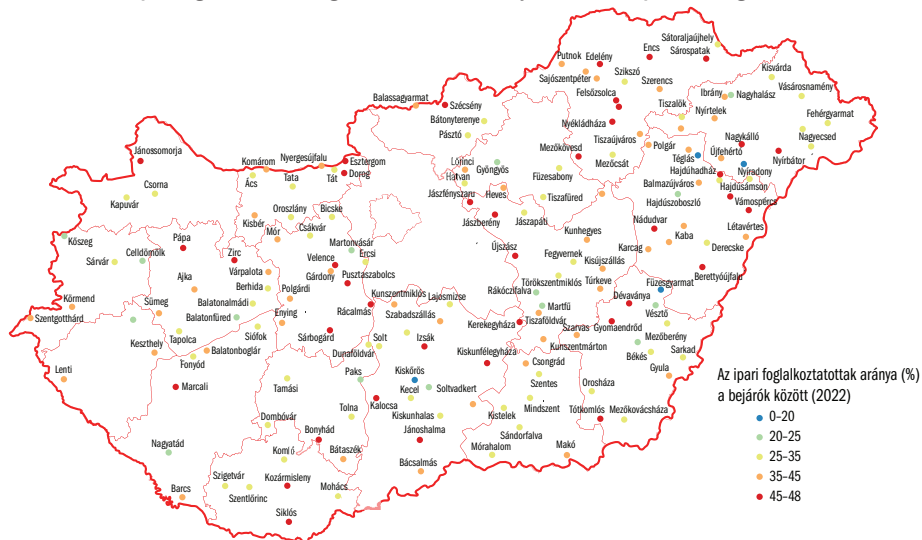 Sátoraljaújhely
Putnok
Edelény
Encs
Sárospatak
Sajószentpéter
Szikszó
Kisvárda
Szerencs
Vásárosnamény
Felsőzsolca
Ibrány
Nagyhalász
Balassagyarmat
Szécsény
Tiszalök
Nyírtelek
Fehérgyarmat
Bátonyterenye
Nyékládháza
Pásztó
Tiszaújváros
Polgár
Nagykálló
Nagyecsed
Jánossomorja
Nyergesújfalu
Esztergom
Lőrinci
Mezőkövesd
Téglás
Újfehértó
Nyírbátor
Komárom
Dorog
Gyöngyös
Mezőcsát
Hajdúhadház
Nyíradony
Ács
Tata
Tát
Hatvan
Füzesabony
Balmazújváros
Hajdúsámson
Csorna
Jászfényszaru
Heves
Tiszafüred
Hajdúszoboszló
Vámospércs
Kapuvár
Kisbér
Oroszlány
Bicske
Jászberény
Jászapáti
Nádudvar
Létavértes
Kőszeg
Mór
Csákvár
Kunhegyes
Kaba
Pápa
Martonvásár
Újszász
Karcag
Derecske
Sárvár
Celldömölk
Zirc
Velence
Ercsi
Fegyvernek
Kisújszállás
Várpalota
Gárdony
Pusztaszabolcs
Berettyóújfalu
Ajka
Berhida
Rákóczifalva
Törökszentmiklós
Túrkeve
Füzesgyarmat
Körmend
Balatonalmádi
Polgárdi
Kunszentmiklós
Lajosmizse
Dévaványa
Szentgotthárd
Sümeg
Balatonfüred
Rácalmás
Szabadszállás
Martfű
Vésztő
Enying
Tiszaföldvár
Gyomaendrőd
Siófok
Sárbogárd
Kerekegyháza
Szarvas
Mezőberény
Keszthely
Tapolca
Balatonboglár
Dunaföldvár
Solt
Izsák
Kunszentmárton
Fonyód
Kiskunfélegyháza
Békés
Sarkad
Lenti
Csongrád
Gyula
Marcali
Tamási
Paks
Kiskőrös
Szentes
Kecel
Soltvadkert
Orosháza
Kalocsa
Tolna
Kiskunhalas
Kistelek
Mindszent
Tótkomlós
Mezőkovácsháza
Dombóvár
Nagyatád
Bonyhád
Jánoshalma
Sándorfalva
Komló
Bátaszék
Mórahalom
Makó
Szigetvár
Kozármisleny
Bácsalmás
Barcs
Szentlőrinc
Mohács
Siklós
Az ipari foglalkoztatottak aránya (%)
a bejárók között (2022)
0–20
20–25
25–35
35–45
45–48